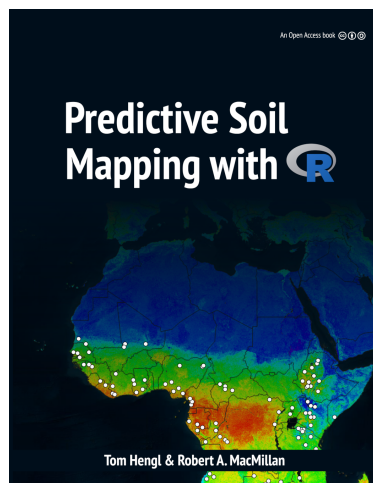 An Open Access book
Predictive Soil
Mapping with R
Tom Hengl & Robert A. MacMillan